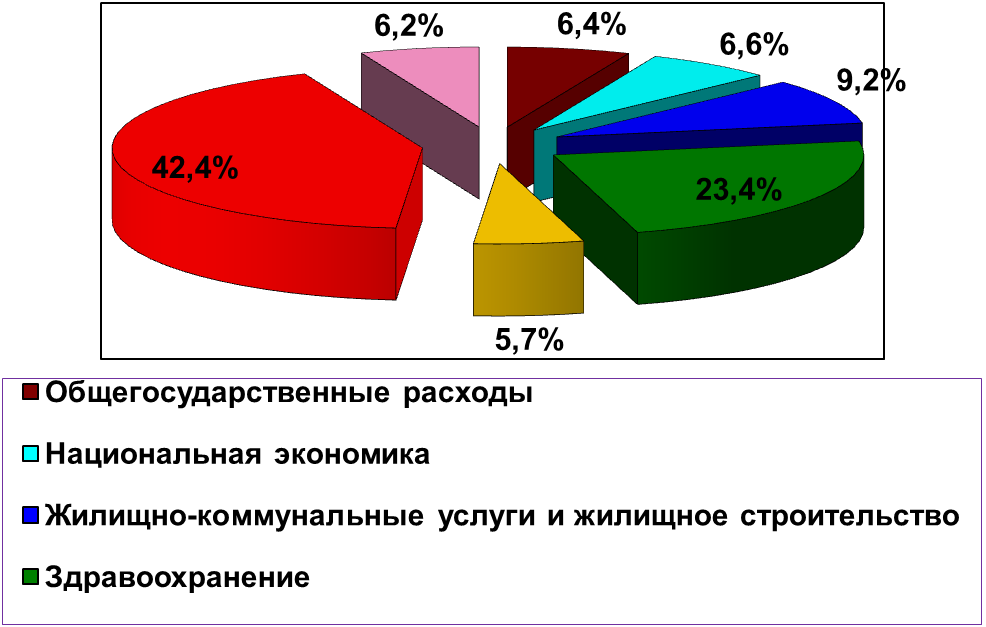 6,2%
6,4%
6,6%
9,2%
42,4%
23,4%
5,7%
Общегосударственные расходы
Национальная экономика
Жилищно-коммунальные услуги и жилищное строительство
Здравоохранение